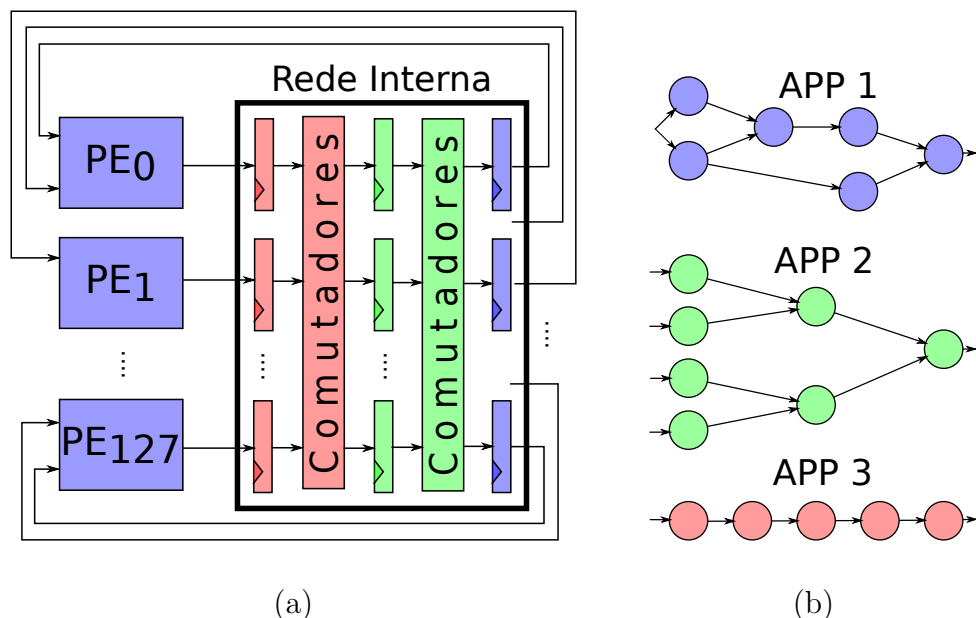 Rede Interna
PE0
PE1
....
PE127
Comutadores
Comutadores
....
....
....
(a)
APP 1
APP 2
APP 3
(b)